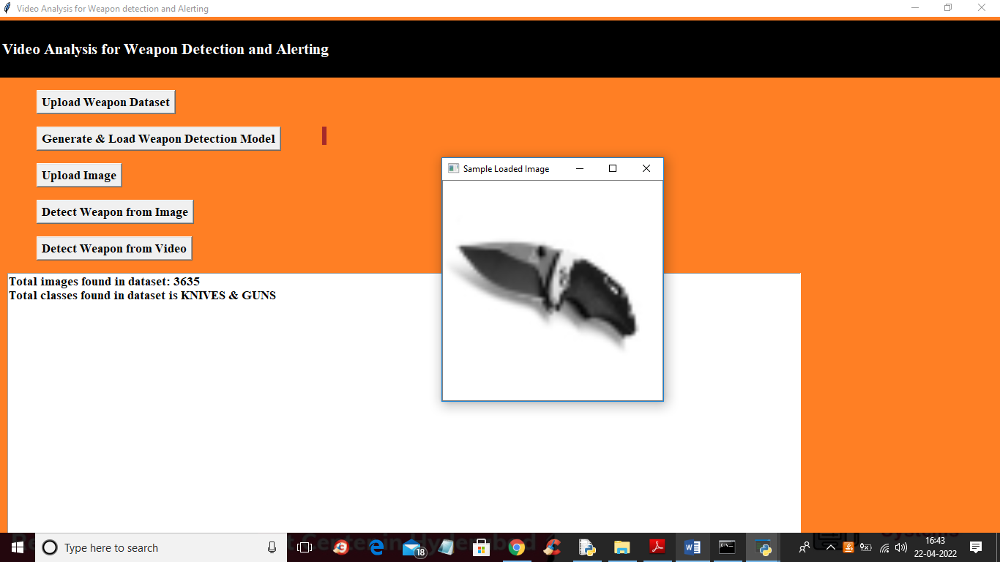 Video Analysis for Weapon detection and Alerting
Video Analysis for Weapon Detection and Alerting
Upload Weapon Dataset
Generate & Load Weapon Detection Model
Upload Image
Sample Loaded Image
Detect Weapon from Image
Detect Weapon from Video
Total images found in dataset: 3635
Total classes found in dataset is KNIVES & GUNS
Type here to search
18
16:43
22-04-2022